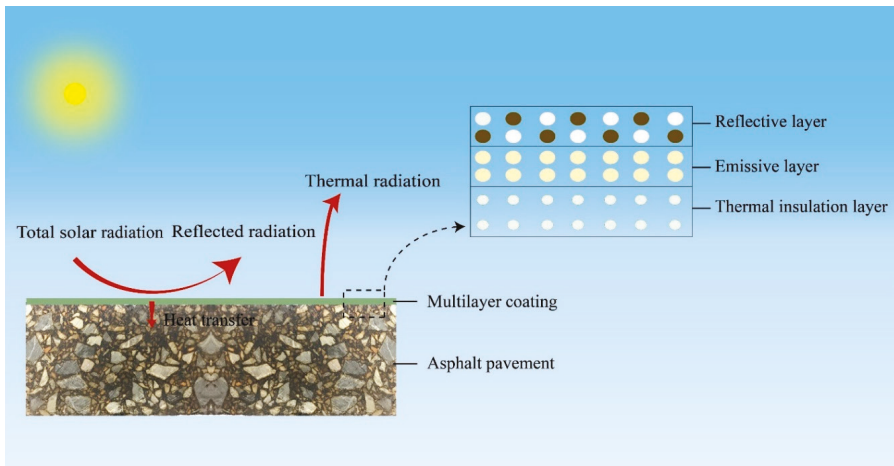 Reflective layer
Emissive layer
Thermal radiation
Thermal insulation layer
Total solar radiation
Reflected radiation
Multilayer coating
Heat transfer
Asphalt pavement